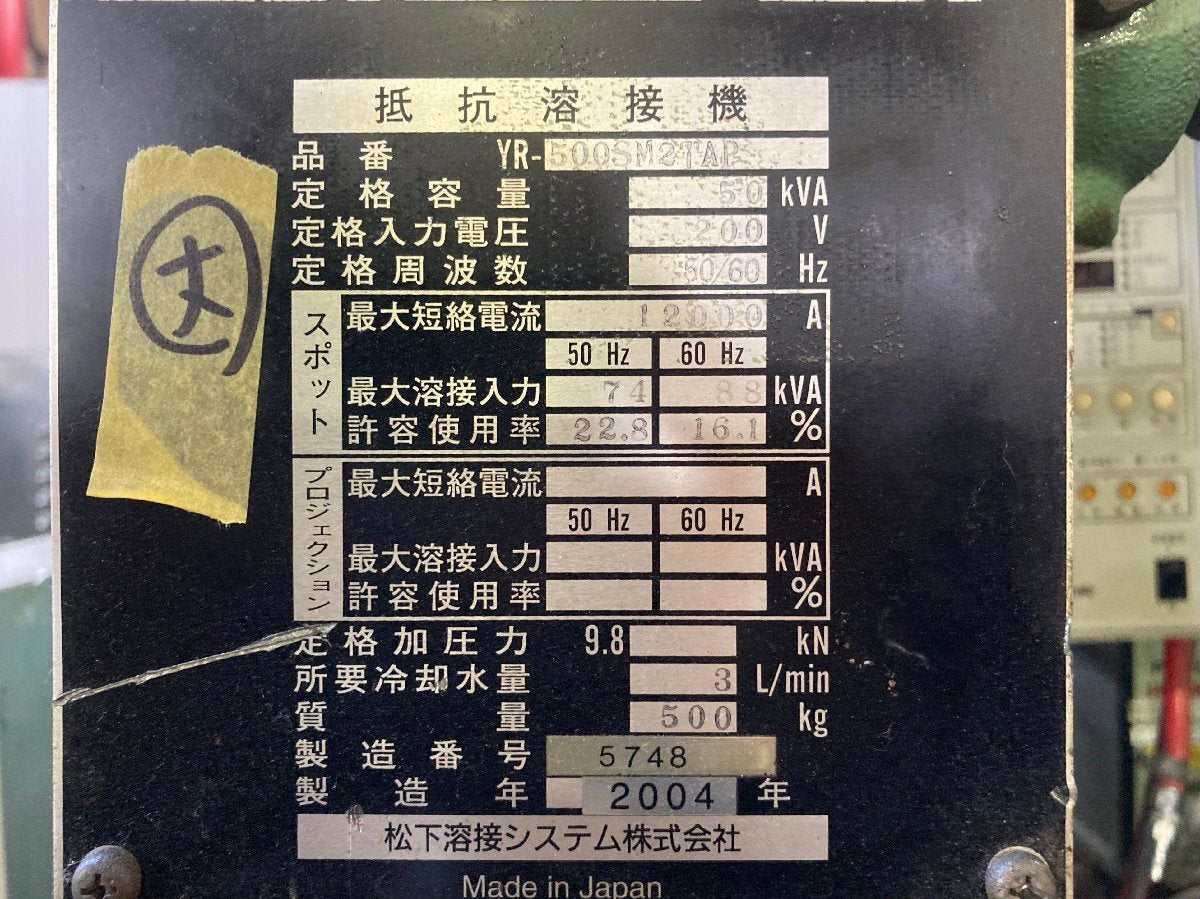 抵抗溶接機
品番 YR-500SM2TAP
定格容量 50 kVA
定格入力電圧 200 V
定格周波数 50/60 Hz
スポット
最大短絡電流 12000 A
50 Hz 60 Hz
最大溶接入力 74 88 kVA
許容使用率 22.8 16.1 %
プロジェクション
最大短絡電流 A
50 Hz 60 Hz
最大溶接入力 kVA
許容使用率 %
定格加圧力 9.8 kN
所要冷却水量 3 L/min
質量 500 kg
製造番号 5748
製造年 2004 年
松下溶接システム株式会社
Made in Japan